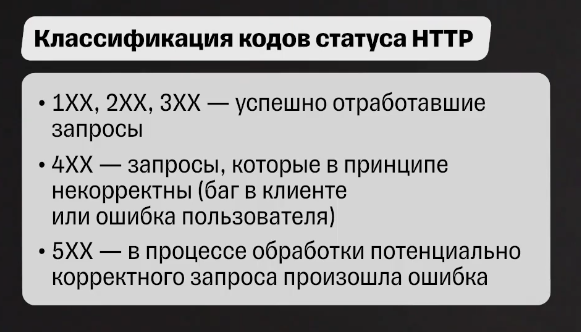 Классификация кодов статуса HTTP
• 1XX, 2XX, 3XX — успешно отработавшие
запросы
• 4XX — запросы, которые в принципе
некорректны (баг в клиенте
или ошибка пользователя)
• 5XX — в процессе обработки потенциально
корректного запроса произошла ошибка